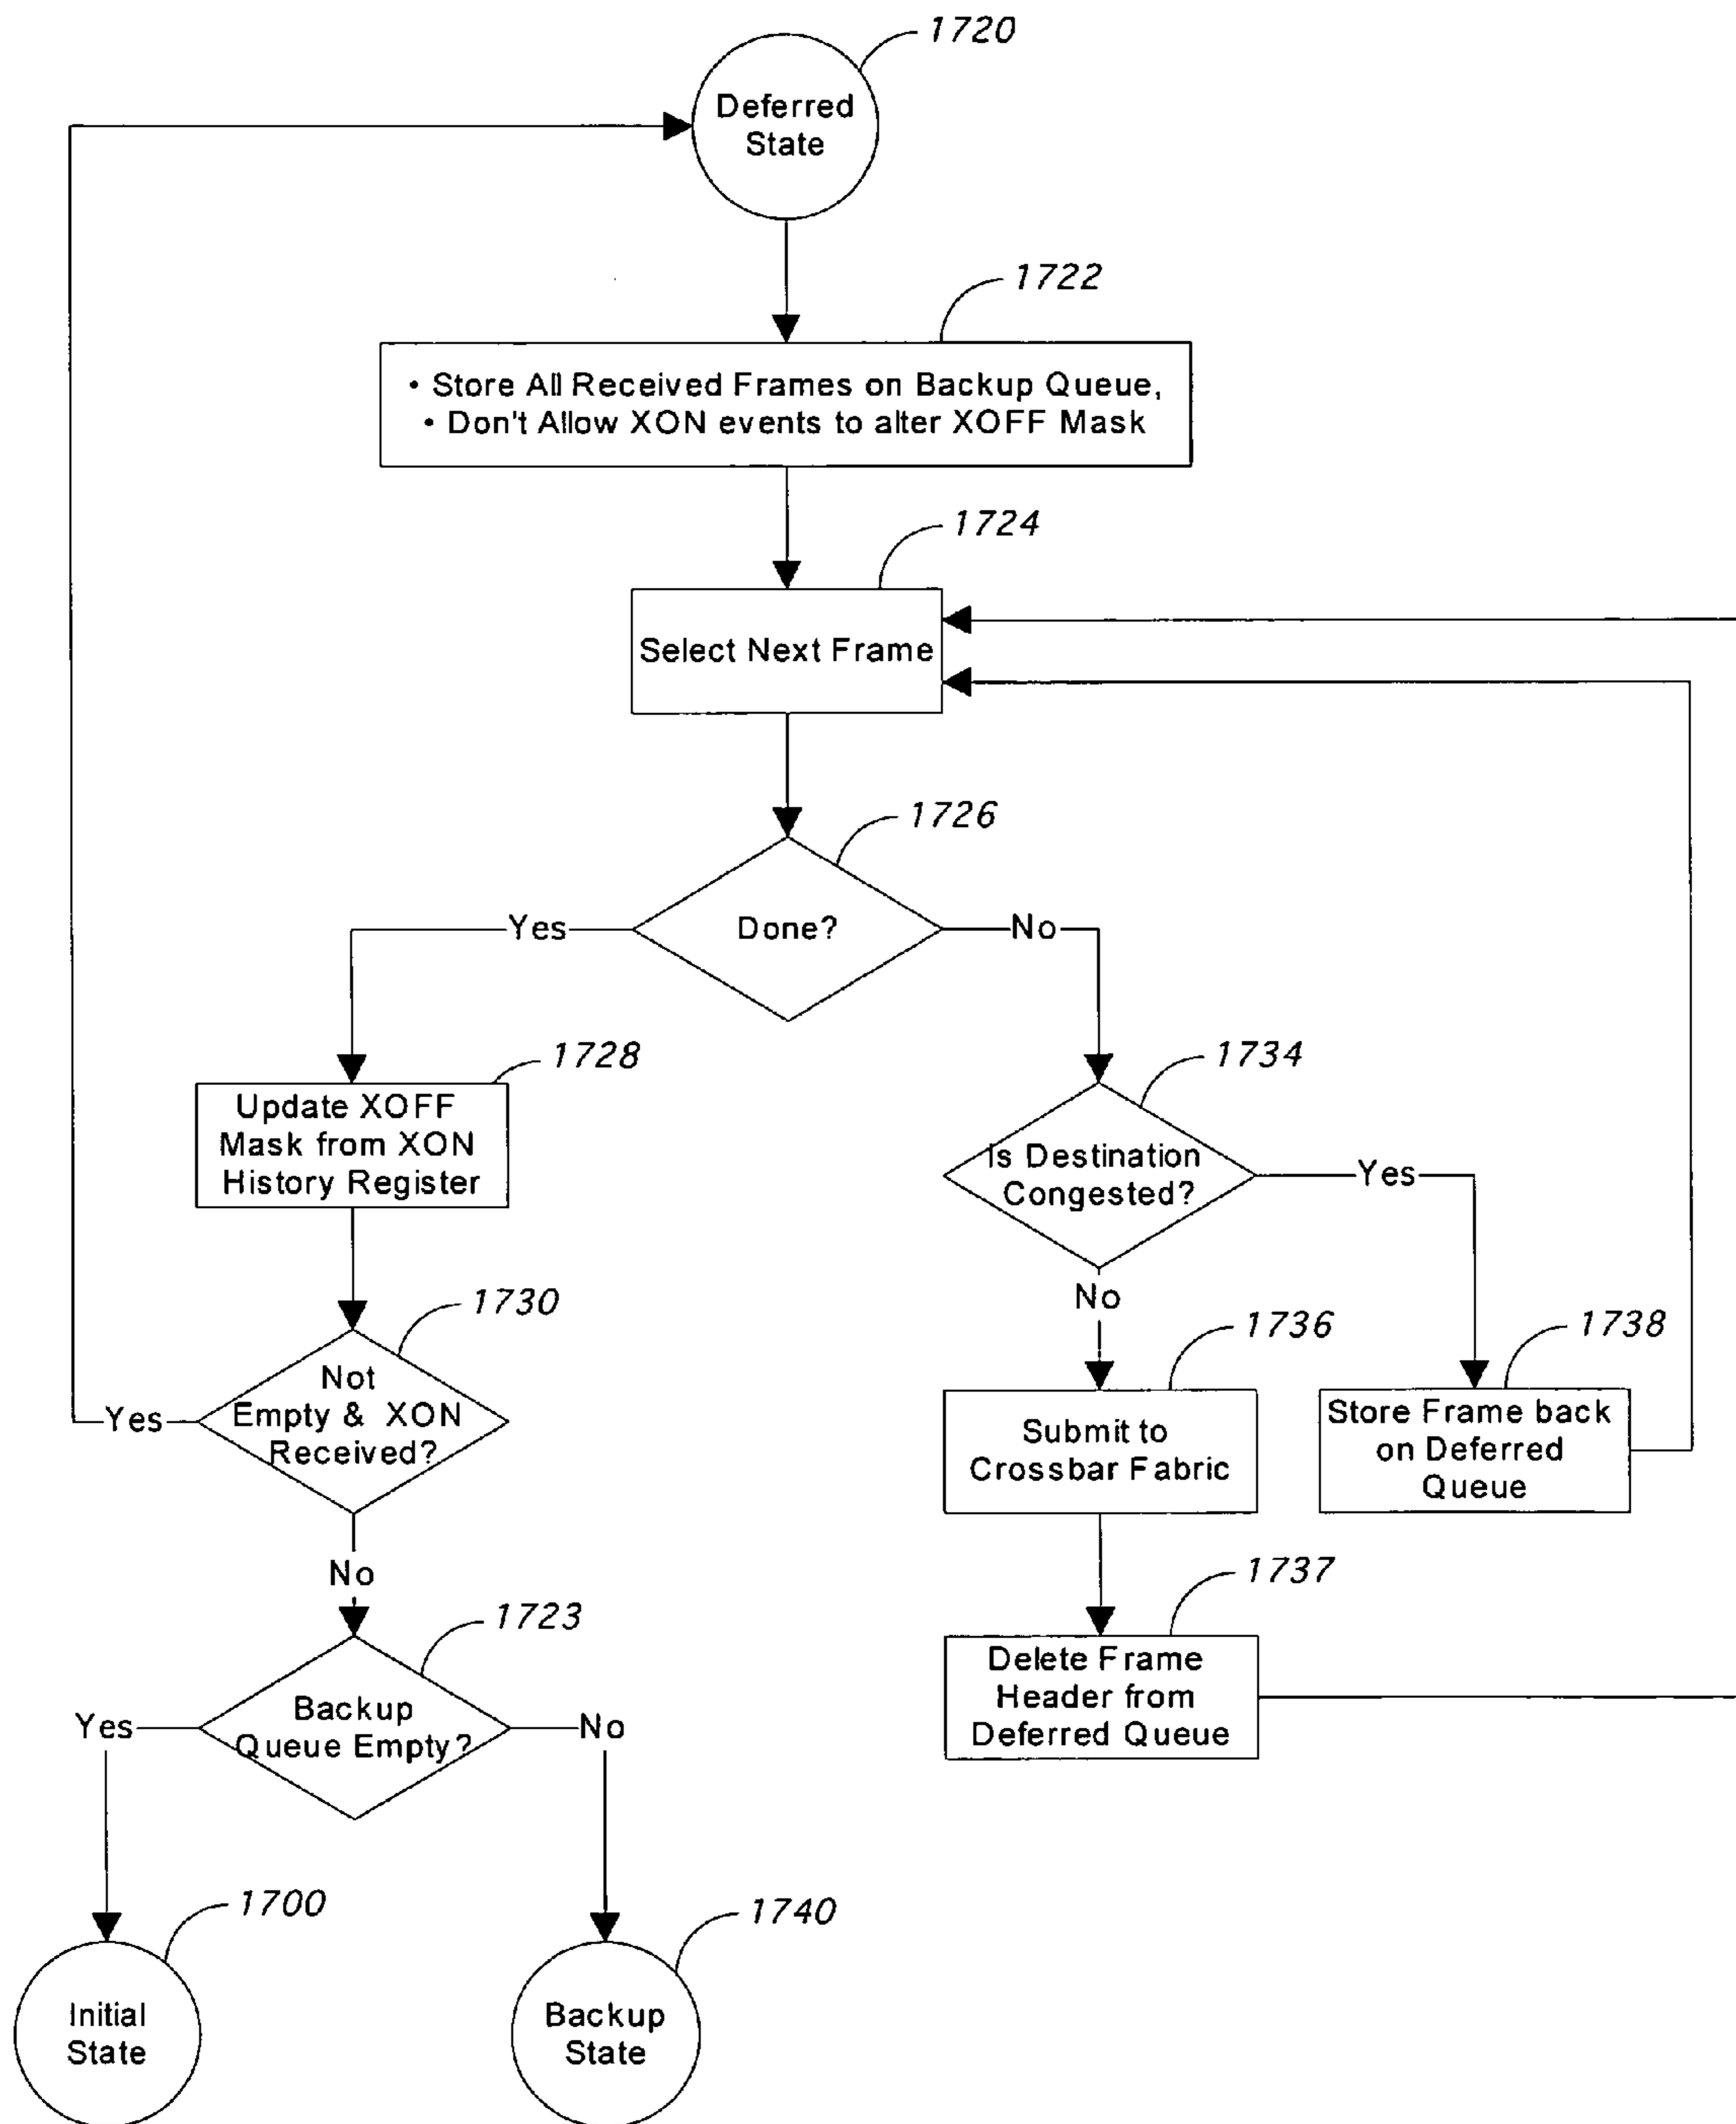 1720
Deferred
State
1722
• Store All Received Frames on Backup Queue,
• Don't Allow XON events to alter XOFF Mask
1724
Select Next Frame
1726
Done?
Yes
No
1728
Update XOFF
Mask from XON
History Register
1734
Is Destination
Congested?
Yes
No
1730
Not
Empty & XON
Received?
Yes
No
1736
Submit to
Crossbar Fabric
1738
Store Frame back
on Deferred
Queue
1737
Delete Frame
Header from
Deferred Queue
1723
Backup
Queue Empty?
Yes
No
1700
Initial
State
1740
Backup
State